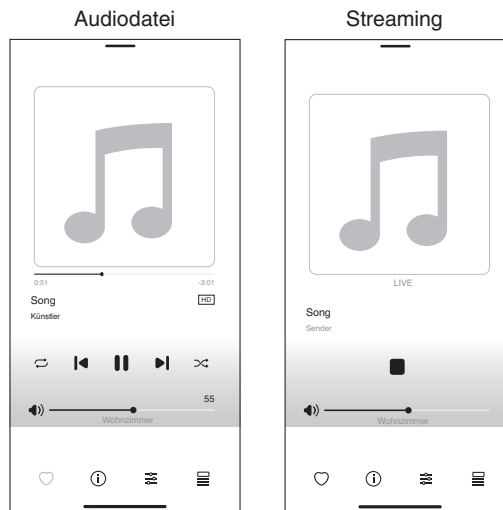 Audiodatei
0:51 -3:01
Song HD
Künstler
55
Wohnzimmer
Streaming
LIVE
Song
Sender
Wohnzimmer